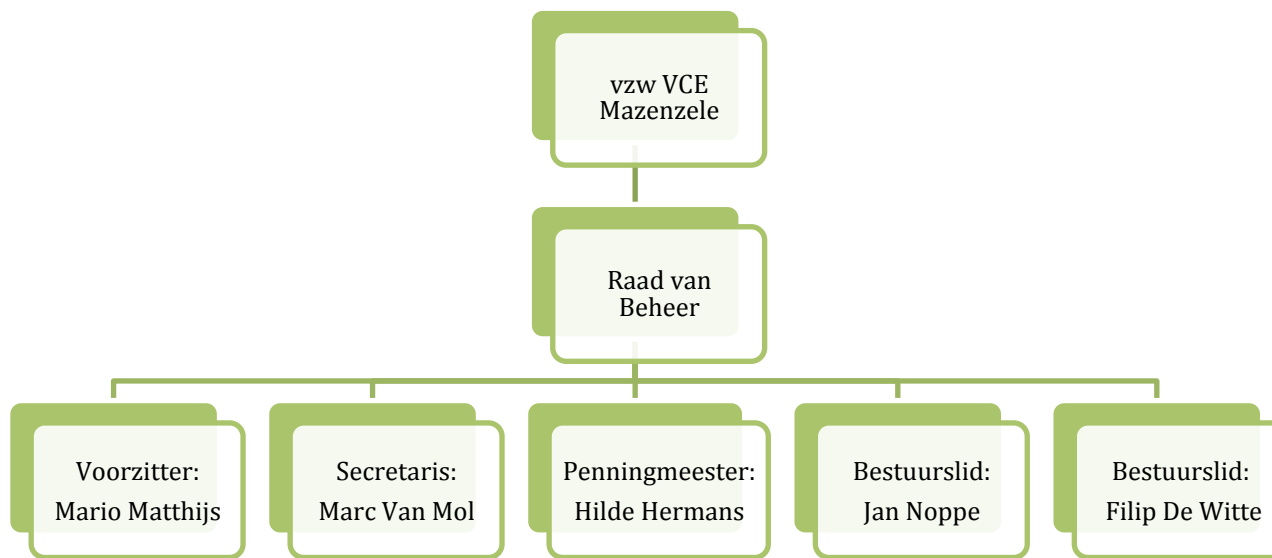 vzw VCE
Mazenzele
Raad van
Beheer
Voorzitter:
Mario Matthijs
Secretaris:
Marc Van Mol
Penningmeester:
Hilde Hermans
Bestuurslid:
Jan Noppe
Bestuurslid:
Filip De Witte